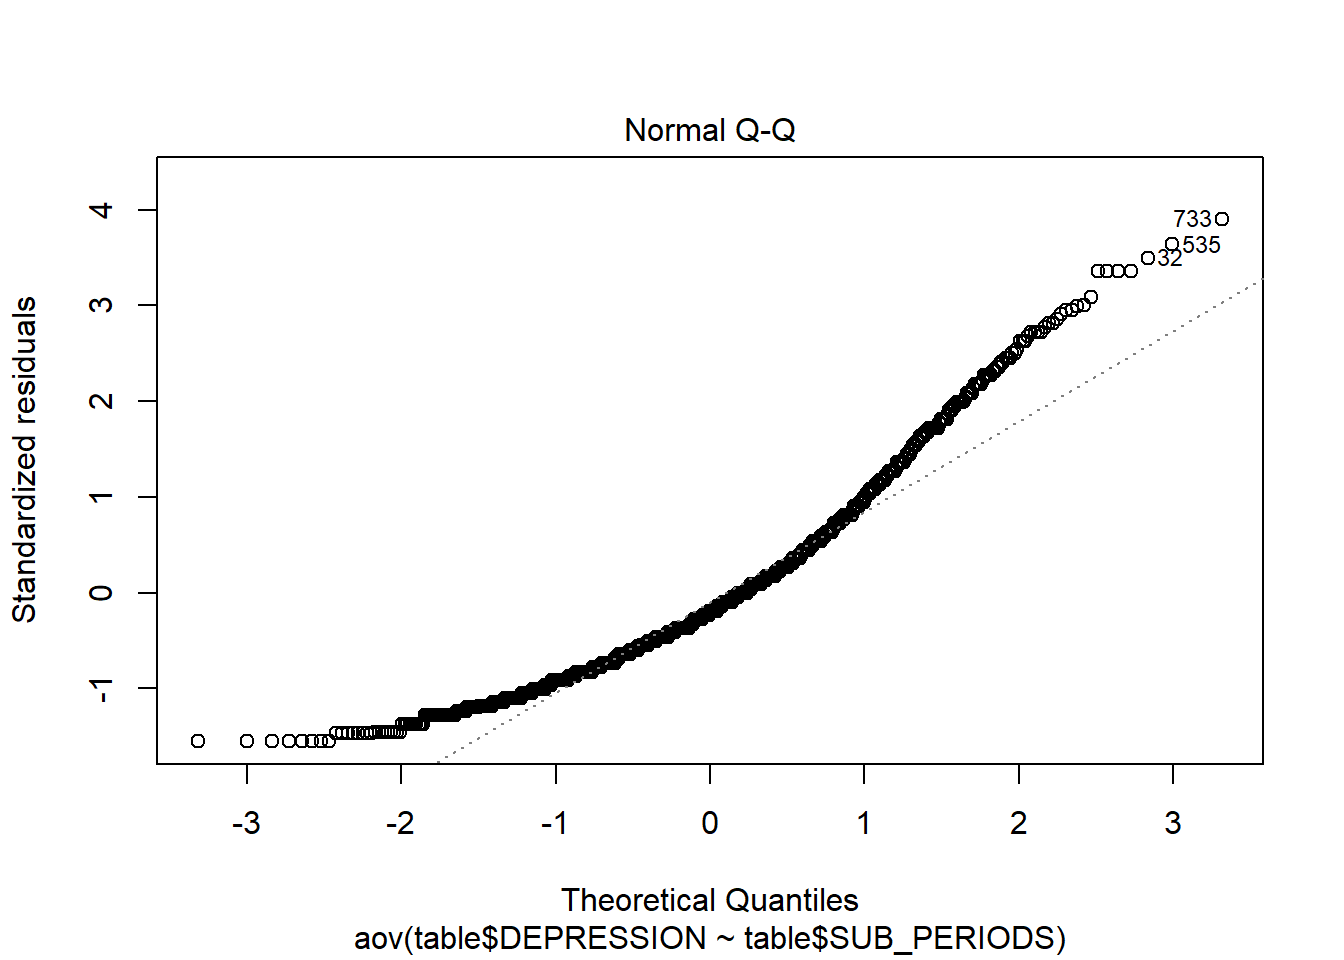 Normal Q-Q
Standardized residuals
4
3
2
1
0
-1
733
535
32
-3 -2 -1 0 1 2 3
Theoretical Quantiles
aov(table$DEPRESSION ~ table$SUB_PERIODS)